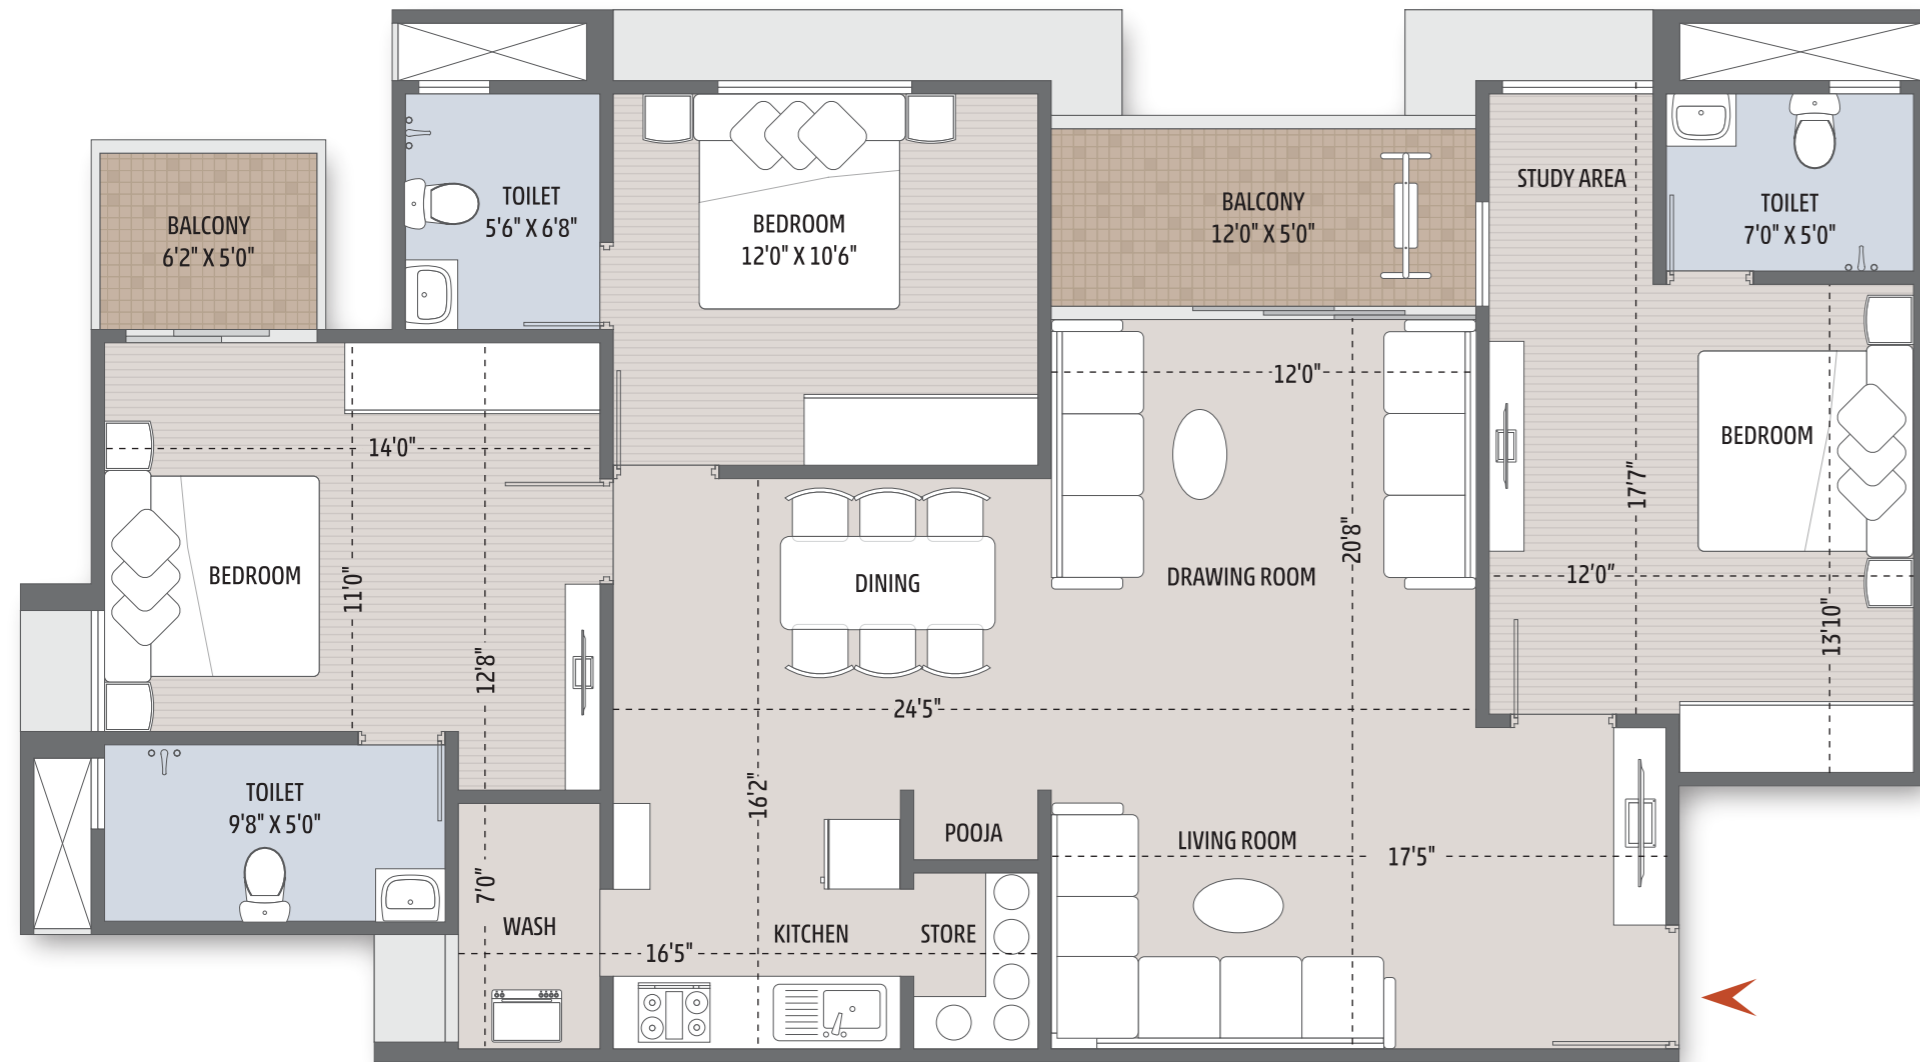 TOILET
5'6" X 6'8"
BEDROOM
12'0" X 10'6"
BALCONY
6'2" X 5'0"
BALCONY
12'0" X 5'0"
STUDY AREA
TOILET
7'0" X 5'0"
12'0"
14'0"
BEDROOM
11'0"
12'8"
DINING
DRAWING ROOM
20'8"
17'7"
BEDROOM
12'0"
13'10"
24'5"
TOILET
9'8" X 5'0"
16'2"
POOJA
LIVING ROOM
17'5"
7'0"
WASH
16'5"
KITCHEN
STORE